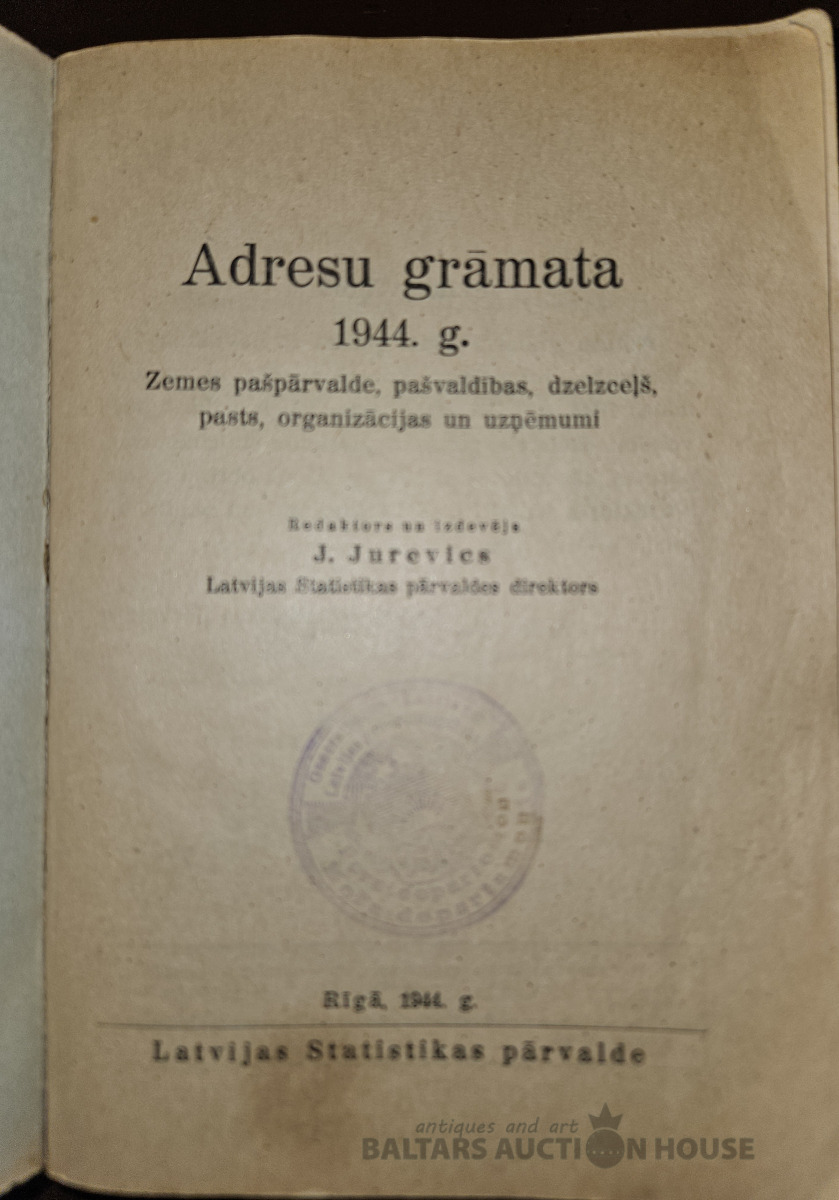 Adresu grāmata
1944. g.
Zemes pašpārvalde, pašvaldības, dzelzceļš,
pasts, organizācijas un uzņēmumi
Redaktors un izdevējs
J. Jurevics
Latvijas Statistikas pārvaldes direktors
Rīgā, 1944. g.
Latvijas Statistikas pārvalde
antiques and art
BALTARS AUCTION HOUSE